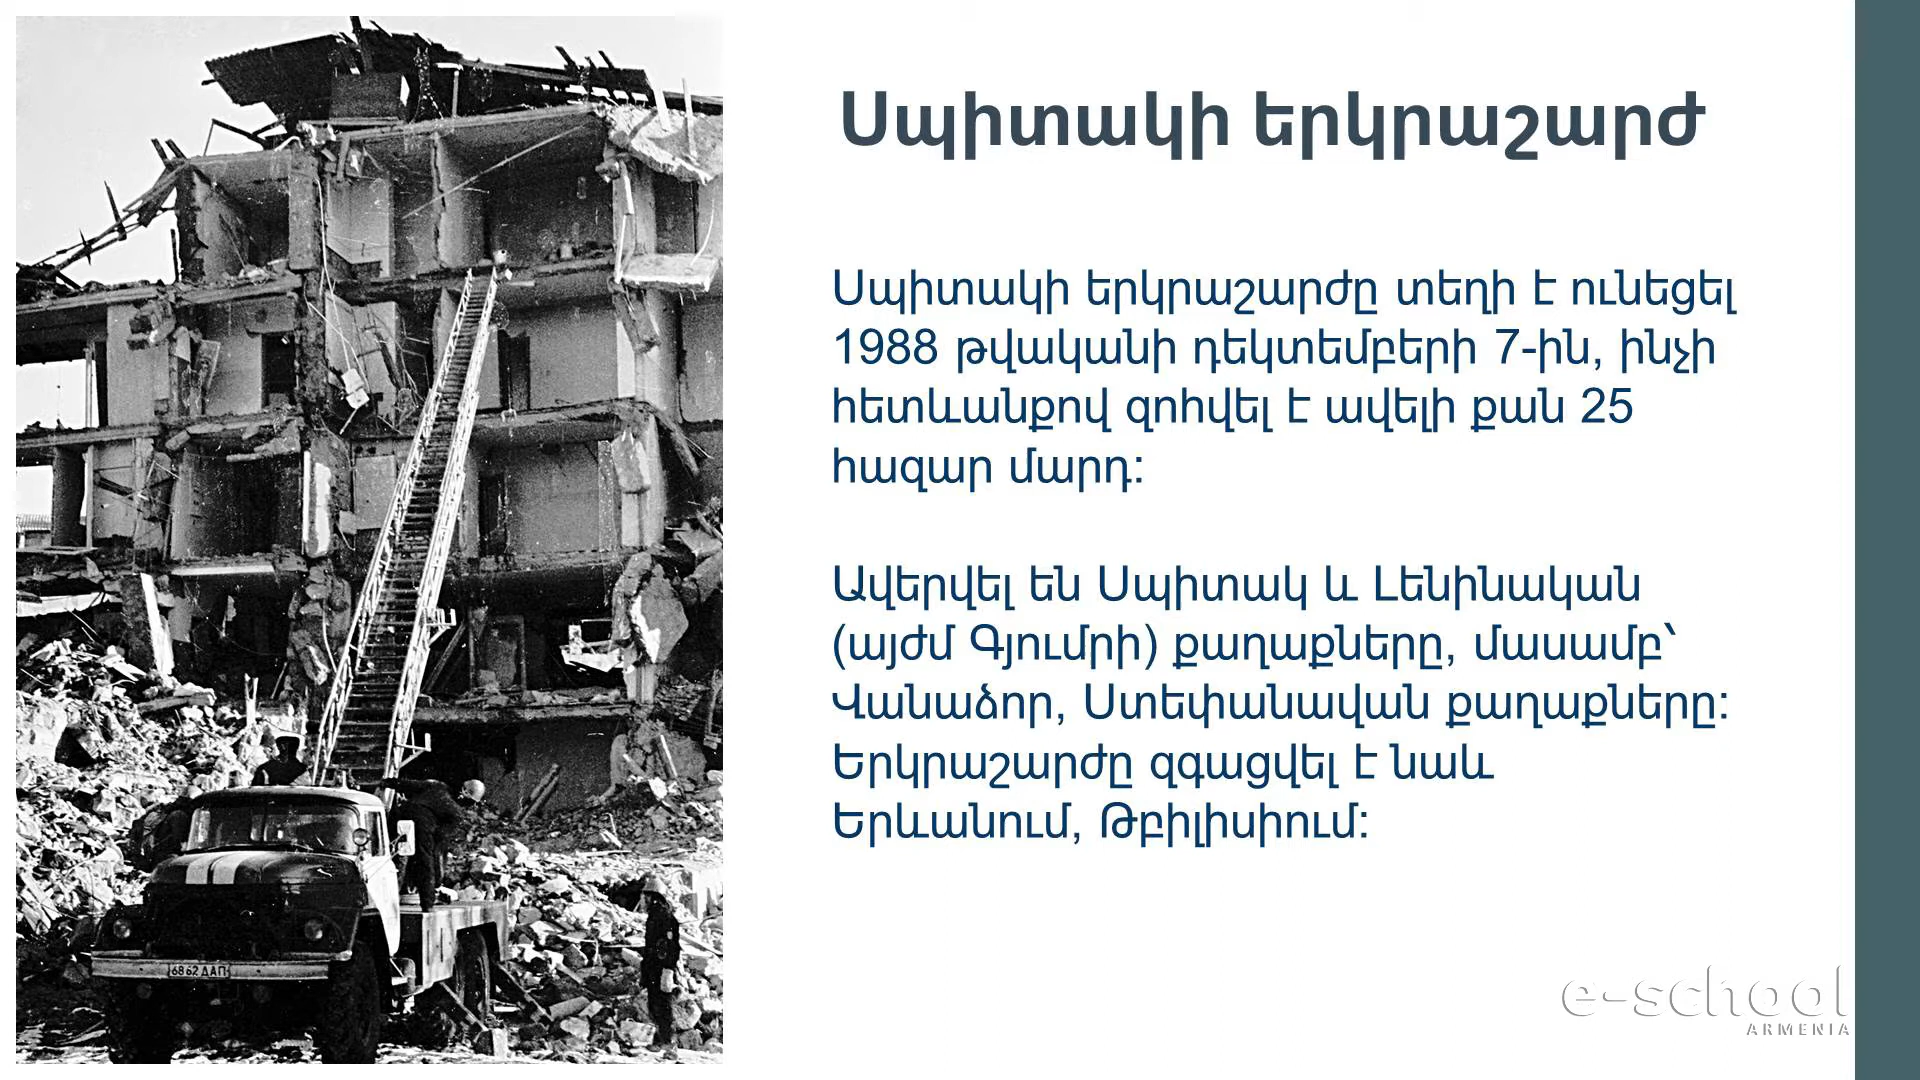 Սպիտակի երկրաշարժ
Սպիտակի երկրաշարժը տեղի է ունեցել
1988 թվականի դեկտեմբերի 7-ին, ինչի
հետևանքով զոհվել է ավելի քան 25
հազար մարդ:
Ավերվել են Սպիտակ և Լենինական
(այժմ Գյումրի) քաղաքները, մասամբ՝
Վանաձոր, Ստեփանավան քաղաքները:
Երկրաշարժը զգացվել է նաև
Երևանում, Թբիլիսիում:
6862 ДАП
e-school
ARMENIA